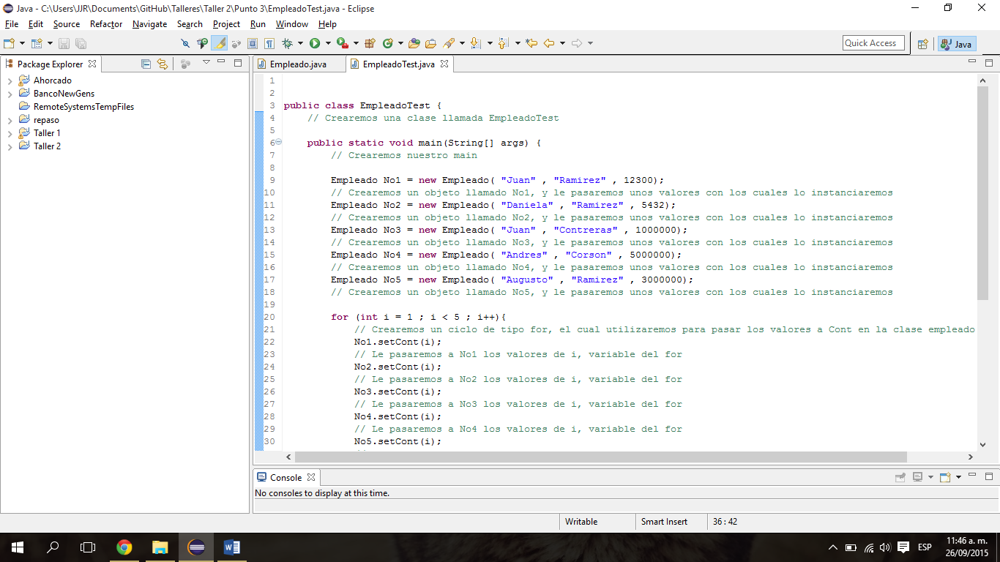 Java - C:\Users\JJR\Documents\GitHub\Talleres\Taller 2\Punto 3\EmpleadoTest.java - Eclipse
File Edit Source Refactor Navigate Search Project Run Window Help
Quick Access
Java
Package Explorer
Ahorcado
BancoNewGens
RemoteSystemsTempFiles
repaso
Taller 1
Taller 2
Empleado.java EmpleadoTest.java
1
2
3 public class EmpleadoTest {
4 // Crearemos una clase llamada EmpleadoTest
5
6 public static void main(String[] args) {
7 // Crearemos nuestro main
8
9 Empleado No1 = new Empleado( "Juan" , "Ramirez" , 12300);
10 // Crearemos un objeto llamado No1, y le pasaremos unos valores con los cuales lo instanciaremos
11 Empleado No2 = new Empleado( "Daniela" , "Ramirez" , 5432);
12 // Crearemos un objeto llamado No2, y le pasaremos unos valores con los cuales lo instanciaremos
13 Empleado No3 = new Empleado( "Juan" , "Contreras" , 1000000);
14 // Crearemos un objeto llamado No3, y le pasaremos unos valores con los cuales lo instanciaremos
15 Empleado No4 = new Empleado( "Andres" , "Corson" , 5000000);
16 // Crearemos un objeto llamado No4, y le pasaremos unos valores con los cuales lo instanciaremos
17 Empleado No5 = new Empleado( "Augusto" , "Ramirez" , 3000000);
18 // Crearemos un objeto llamado No5, y le pasaremos unos valores con los cuales lo instanciaremos
19
20 for (int i = 1 ; i < 5 ; i++){
21 // Crearemos un ciclo de tipo for, el cual utilizaremos para pasar los valores a Cont en la clase empleado
22 No1.setCont(i);
23 // Le pasaremos a No1 los valores de i, variable del for
24 No2.setCont(i);
25 // Le pasaremos a No2 los valores de i, variable del for
26 No3.setCont(i);
27 // Le pasaremos a No3 los valores de i, variable del for
28 No4.setCont(i);
29 // Le pasaremos a No4 los valores de i, variable del for
30 No5.setCont(i);
Console
No consoles to display at this time.
Writable Smart Insert 36 : 42
ESP
11:46 a. m.
26/09/2015